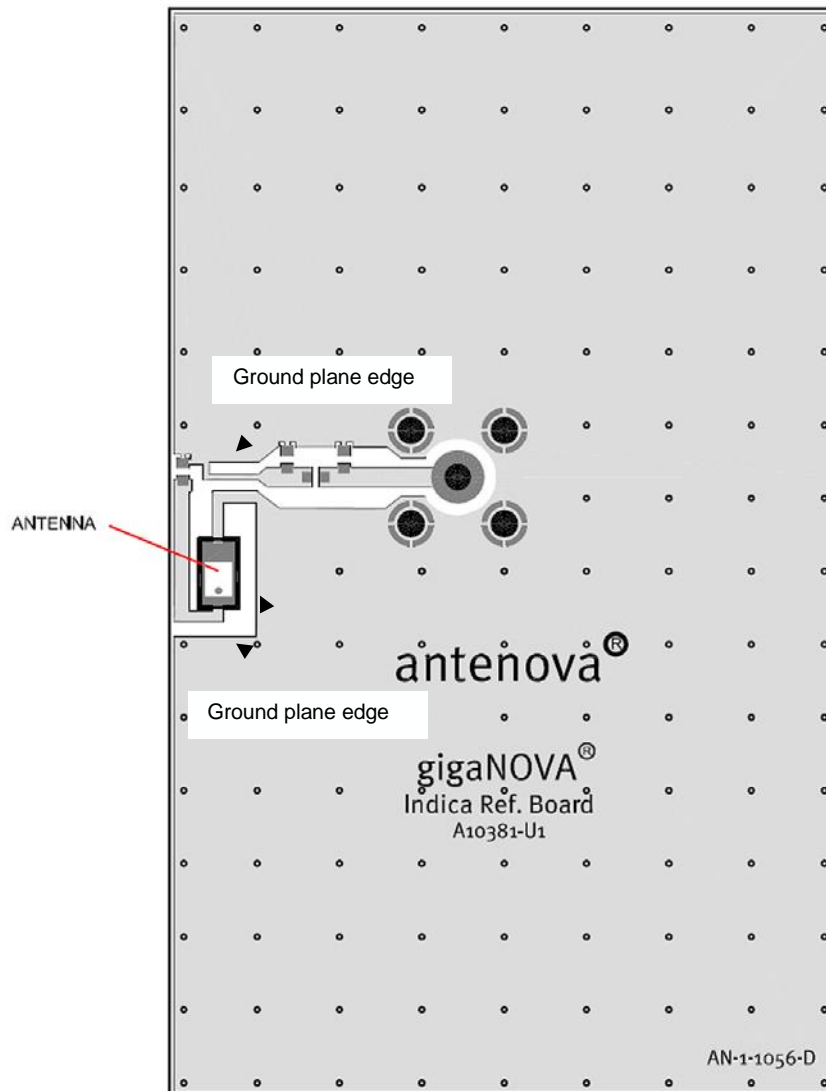 Ground plane edge
ANTENNA
antenova®
Ground plane edge
gigaNOVA®
Indica Ref. Board
A10381-U1
AN-1-1056-D